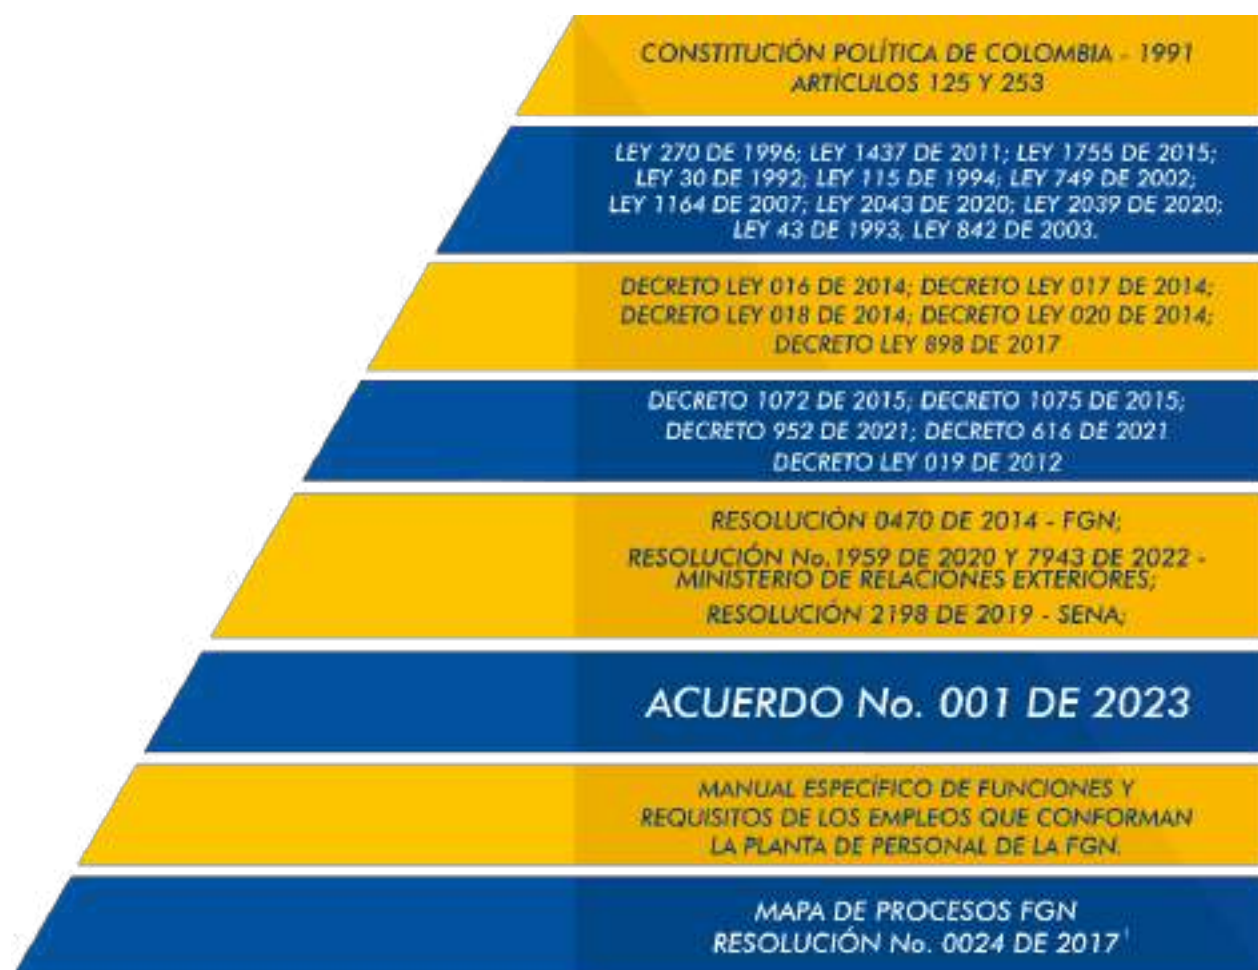 CONSTITUCIÓN POLÍTICA DE COLOMBIA - 1991
ARTÍCULOS 125 Y 253
LEY 270 DE 1996; LEY 1437 DE 2011; LEY 1755 DE 2015;
LEY 30 DE 1992; LEY 115 DE 1994; LEY 749 DE 2002;
LEY 1164 DE 2007; LEY 2043 DE 2020; LEY 2039 DE 2020;
LEY 43 DE 1993, LEY 842 DE 2003.
DECRETO LEY 016 DE 2014; DECRETO LEY 017 DE 2014;
DECRETO LEY 018 DE 2014; DECRETO LEY 020 DE 2014;
DECRETO LEY 898 DE 2017
DECRETO 1072 DE 2015; DECRETO 1075 DE 2015;
DECRETO 952 DE 2021; DECRETO 616 DE 2021
DECRETO LEY 019 DE 2012
RESOLUCIÓN 0470 DE 2014 - FGN;
RESOLUCIÓN No.1959 DE 2020 Y 7943 DE 2022 -
MINISTERIO DE RELACIONES EXTERIORES;
RESOLUCIÓN 2198 DE 2019 - SENA;
ACUERDO No. 001 DE 2023
MANUAL ESPECÍFICO DE FUNCIONES Y
REQUISITOS DE LOS EMPLEOS QUE CONFORMAN
LA PLANTA DE PERSONAL DE LA FGN.
MAPA DE PROCESOS FGN
RESOLUCIÓN No. 0024 DE 2017¹